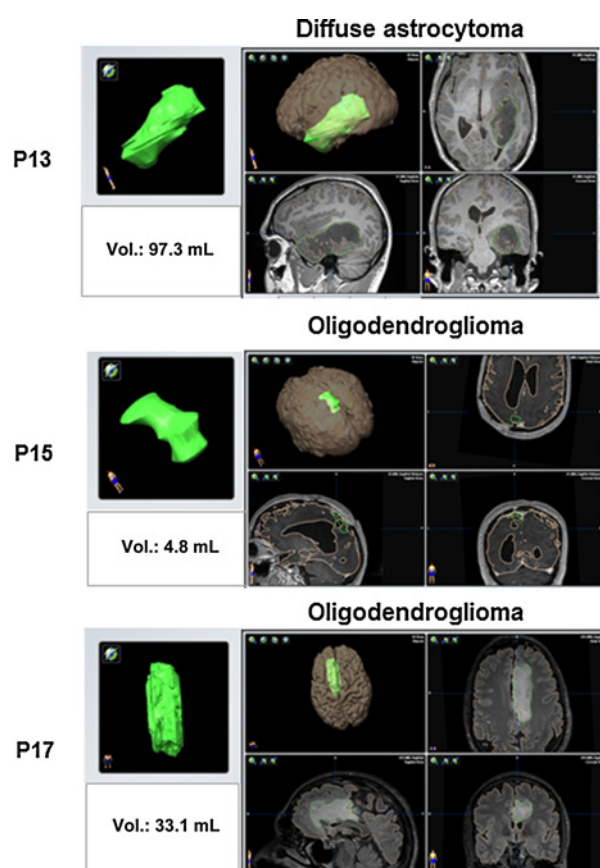 Diffuse astrocytoma
P13
Vol.: 97.3 mL
Oligodendroglioma
P15
Vol.: 4.8 mL
Oligodendroglioma
P17
Vol.: 33.1 mL